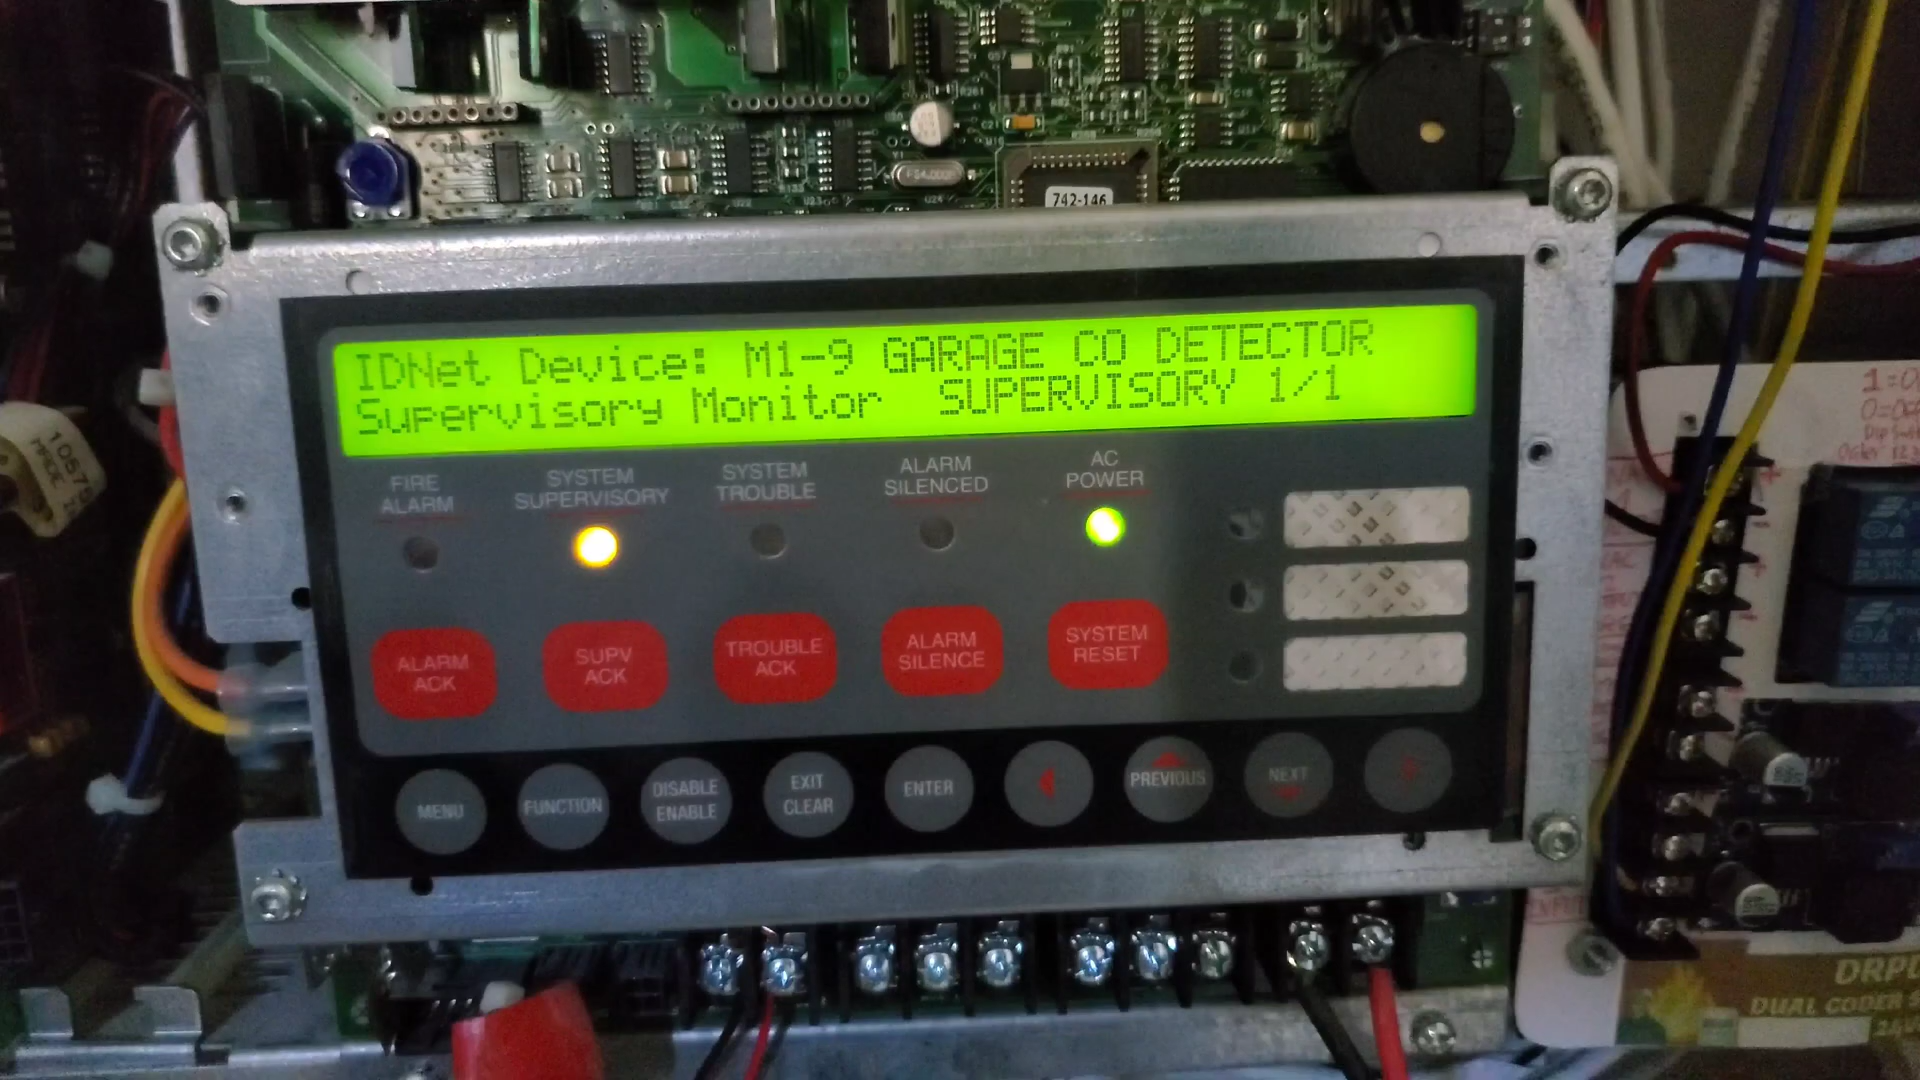 742-146
IDNet Device: M1-9 GARAGE CO DETECTOR
Supervisory Monitor SUPERVISORY 1/1
FIRE
ALARM
SYSTEM
SUPERVISORY
SYSTEM
TROUBLE
ALARM
SILENCED
AC
POWER
ALARM
ACK
SUPV
ACK
TROUBLE
ACK
ALARM
SILENCE
SYSTEM
RESET
MENU
FUNCTION
DISABLE
ENABLE
EXIT
CLEAR
ENTER
PREVIOUS
NEXT
DUAL CODER